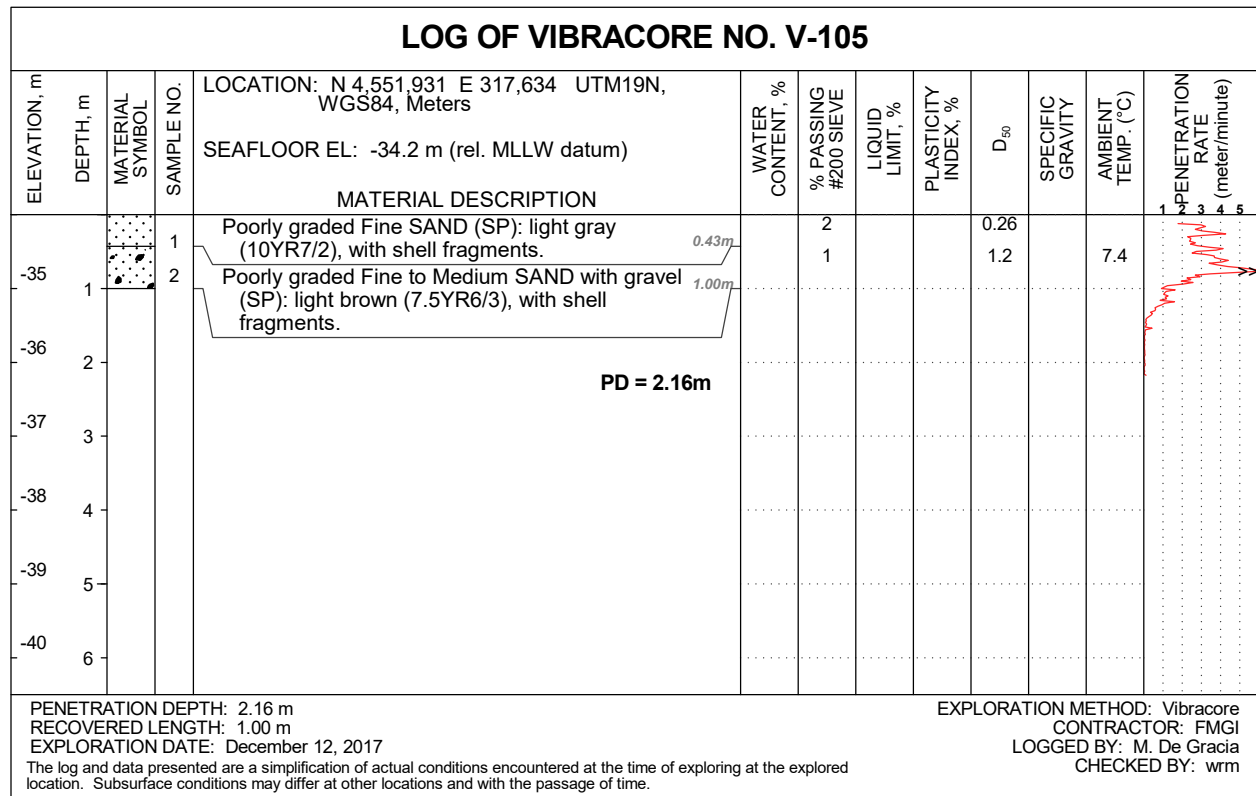 LOG OF VIBRACORE NO. V-105
ELEVATION, m
DEPTH, m
MATERIAL
SYMBOL
SAMPLE NO.
LOCATION: N 4,551,931 E 317,634 UTM19N,
WGS84, Meters
SEAFLOOR EL: -34.2 m (rel. MLLW datum)
MATERIAL DESCRIPTION
WATER
CONTENT, %
% PASSING
#200 SIEVE
LIQUID
LIMIT, %
PLASTICITY
INDEX, %
D50
SPECIFIC
GRAVITY
AMBIENT
TEMP. (°C)
PENETRATION
RATE
(meter/minute)
1 2 3 4 5
1
Poorly graded Fine SAND (SP): light gray
(10YR7/2), with shell fragments.
0.43m
2 0.26
-35
2
Poorly graded Fine to Medium SAND with gravel
(SP): light brown (7.5YR6/3), with shell
fragments.
1.00m
1 1.2 7.4
1
-36
2
PD = 2.16m
-37
3
-38
4
-39
5
-40
6
PENETRATION DEPTH: 2.16 m
RECOVERED LENGTH: 1.00 m
EXPLORATION DATE: December 12, 2017
The log and data presented are a simplification of actual conditions encountered at the time of exploring at the explored
location. Subsurface conditions may differ at other locations and with the passage of time.
EXPLORATION METHOD: Vibracore
CONTRACTOR: FMGI
LOGGED BY: M. De Gracia
CHECKED BY: wrm